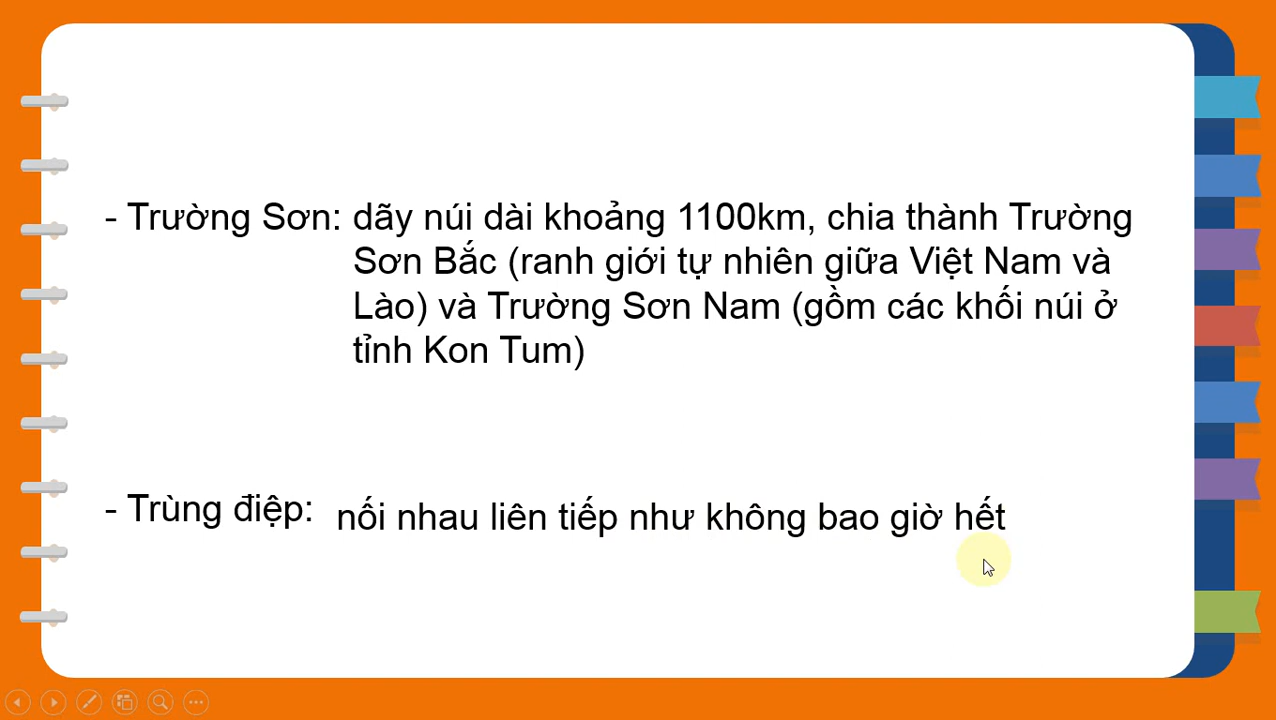 - Trường Sơn: dãy núi dài khoảng 1100km, chia thành Trường
Sơn Bắc (ranh giới tự nhiên giữa Việt Nam và
Lào) và Trường Sơn Nam (gồm các khối núi ở
tỉnh Kon Tum)
- Trùng điệp: nối nhau liên tiếp như không bao giờ hết